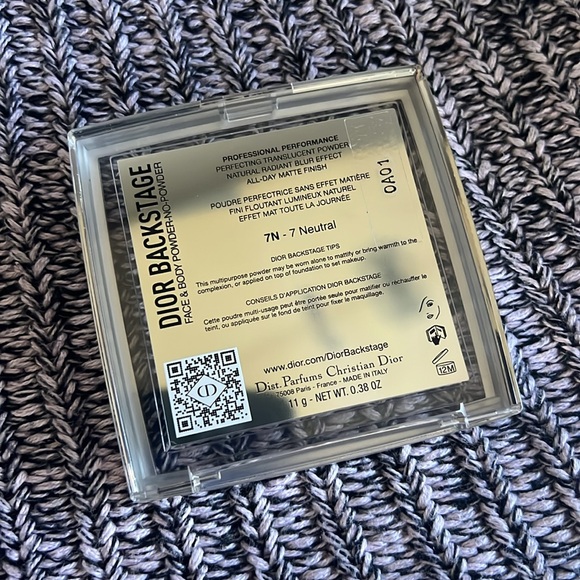 DIOR BACKSTAGE
FACE & BODY POWDER-NO-POWDER
PROFESSIONAL PERFORMANCE
PERFECTING TRANSLUCENT POWDER
NATURAL RADIANT BLUR EFFECT
ALL-DAY MATTE FINISH
POUDRE PERFECTRICE SANS EFFET MATIÈRE
FINI FLOUTANT LUMINEUX NATUREL
EFFET MAT TOUTE LA JOURNÉE
0A01
7N - 7 Neutral
DIOR BACKSTAGE TIPS
This multipurpose powder may be worn alone to mattify or bring warmth to the
complexion, or applied on top of foundation to set makeup.
CONSEILS D'APPLICATION DIOR BACKSTAGE
Cette poudre multi-usage peut être portée seule pour matifier ou réchauffer le
teint, ou appliquée sur le fond de teint pour fixer le maquillage.
www.dior.com/DiorBackstage
Dist. Parfums Christian Dior
75008 Paris - France - MADE IN ITALY
11 g - NET WT. 0.38 OZ
12M
CD